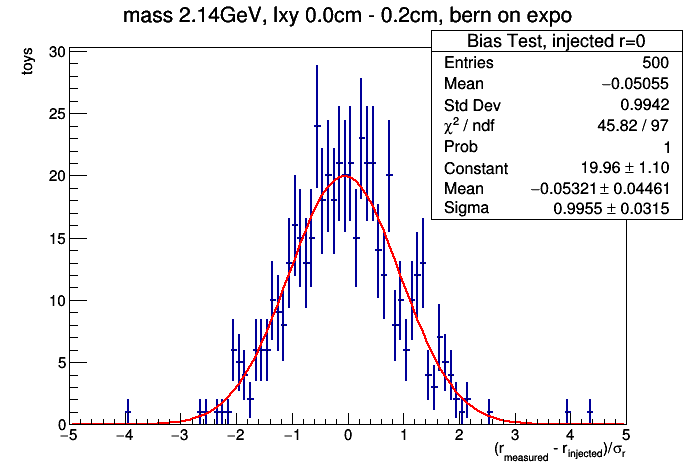 mass 2.14GeV, lxy 0.0cm - 0.2cm, bern on expo
Bias Test, injected r=0
Entries 500
Mean −0.05055
Std Dev 0.9942
χ² / ndf 45.82 / 97
Prob 1
Constant 19.96 ± 1.10
Mean −0.05321 ± 0.04461
Sigma 0.9955 ± 0.0315
toys
30
25
20
15
10
5
0
−5 −4 −3 −2 −1 0 1 2 3 4 5
(r_measured - r_injected)/σ_r